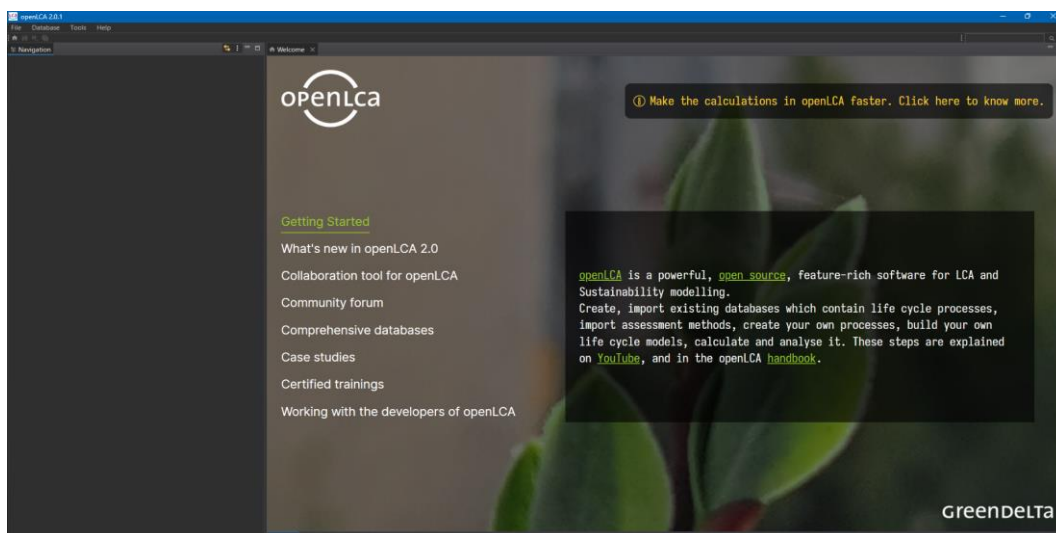 openLCA 2.0.1
File Database Tools Help
Navigation
Welcome
openLCa
Make the calculations in openLCA faster. Click here to know more.
Getting Started
What's new in openLCA 2.0
Collaboration tool for openLCA
Community forum
Comprehensive databases
Case studies
Certified trainings
Working with the developers of openLCA
openLCA is a powerful, open source, feature-rich software for LCA and
Sustainability modelling.
Create, import existing databases which contain life cycle processes,
import assessment methods, create your own processes, build your own
life cycle models, calculate and analyse it. These steps are explained
on YouTube, and in the openLCA handbook.
GreenDeLTa